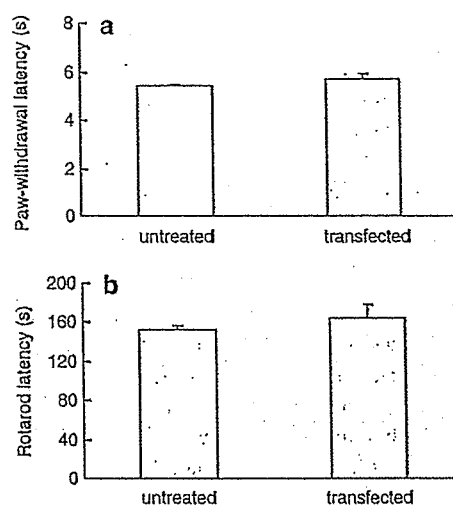 a
Paw-withdrawal latency (s)
8
6
4
2
0
untreated
transfected
b
Rotarod latency (s)
200
160
120
80
40
0
untreated
transfected